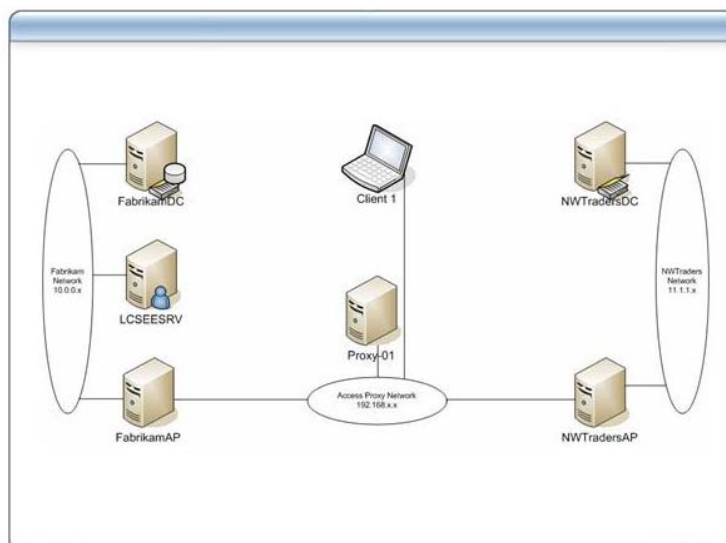 FabrikamDC
Client 1
NWTradersDC
Fabrikam
Network
10.0.0.x
NWTraders
Network
11.1.1.x
LCSEESRV
Proxy-01
Access Proxy Network
192.168.x.x
FabrikamAP
NWTradersAP